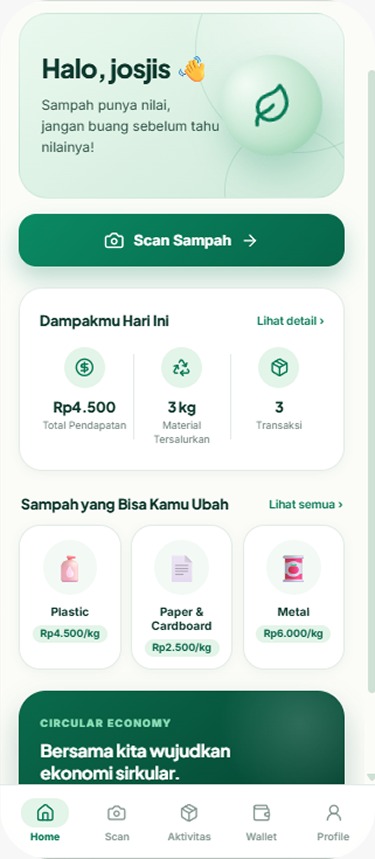 Halo, josjis 👋
Sampah punya nilai,
jangan buang sebelum tahu
nilainya!
Scan Sampah →
Dampakmu Hari Ini
Lihat detail ›
Rp4.500
Total Pendapatan
3 kg
Material
Tersalurkan
3
Transaksi
Sampah yang Bisa Kamu Ubah
Lihat semua ›
Plastic
Rp4.500/kg
Paper &
Cardboard
Rp2.500/kg
Metal
Rp6.000/kg
CIRCULAR ECONOMY
Bersama kita wujudkan
ekonomi sirkular.
Home
Scan
Aktivitas
Wallet
Profile